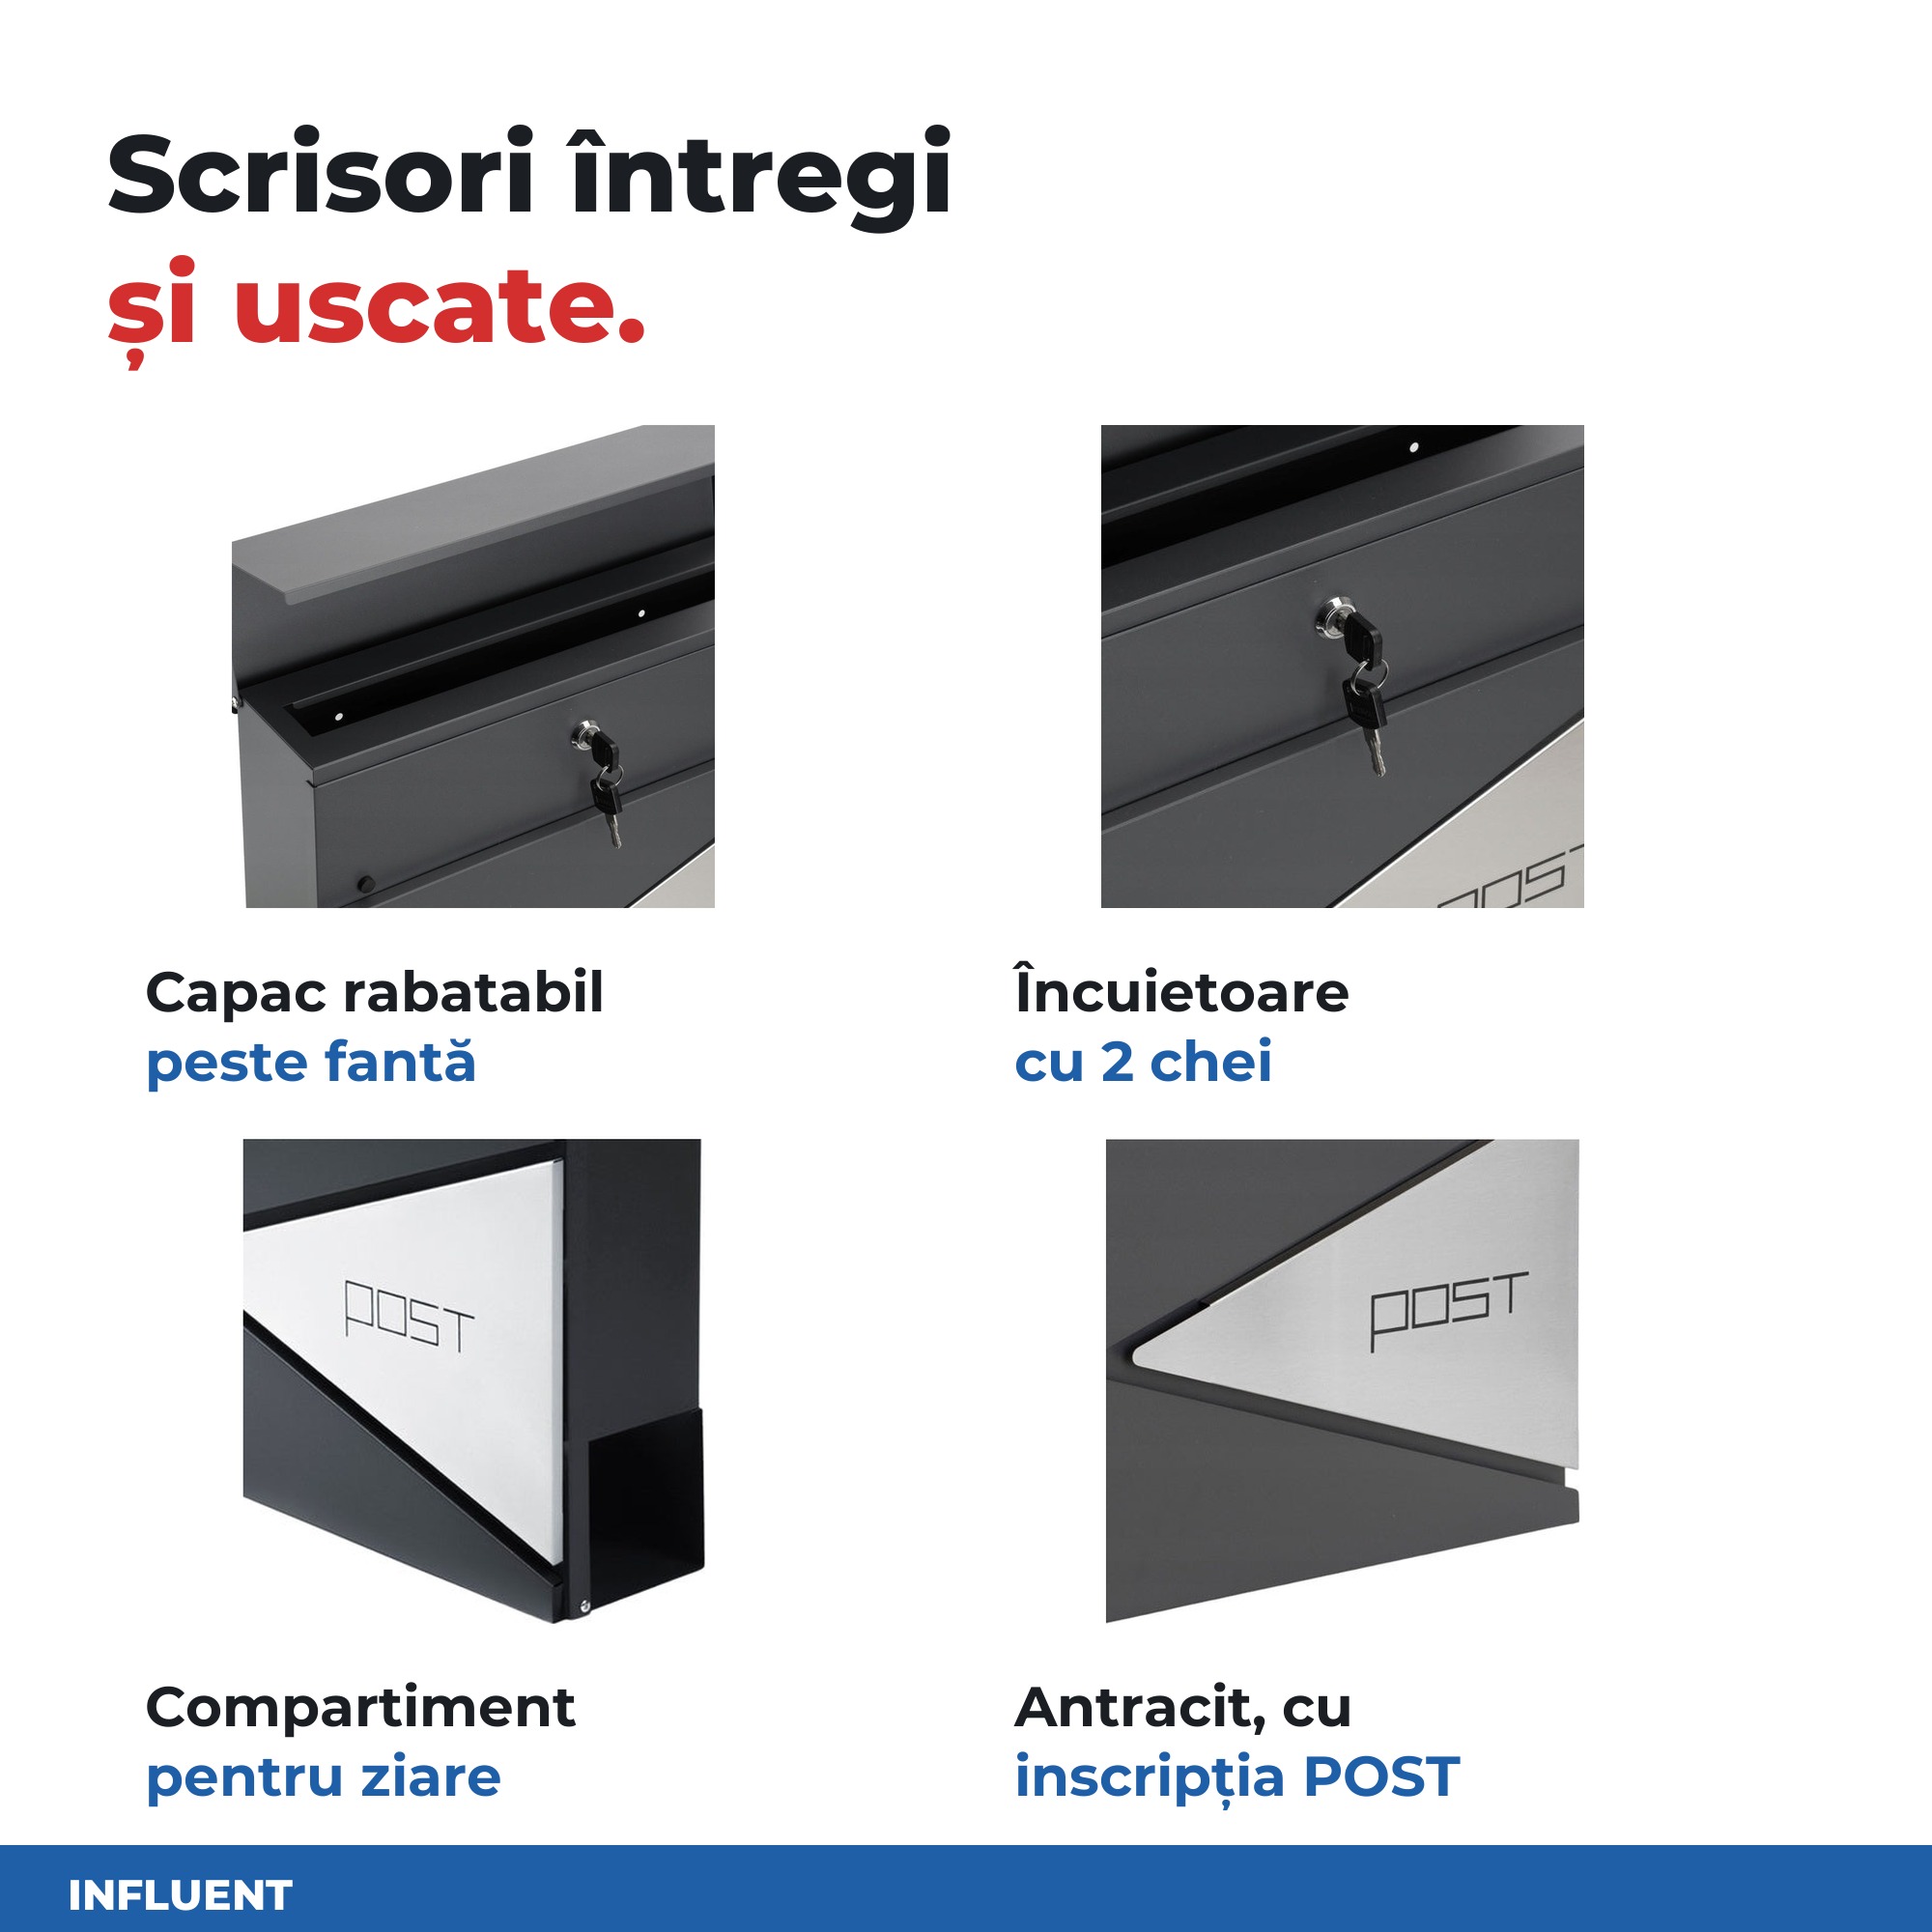 Scrisori întregi
și uscate.
POST
Capac rabatabil
peste fantă
Încuietoare
cu 2 chei
POST
POST
Compartiment
pentru ziare
Antracit, cu
inscripția POST
INFLUENT